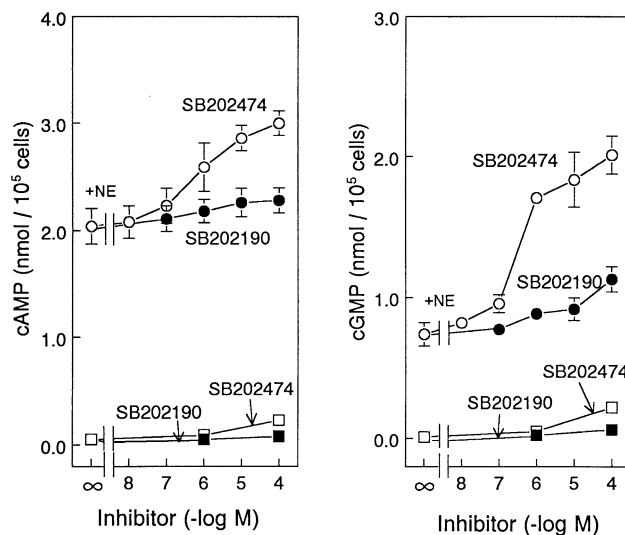 cAMP (nmol / 10⁵ cells)
4.0
3.0
2.0
1.0
0.0
SB202474
+NE
SB202190
SB202474
SB202190
∞ 8 7 6 5 4
Inhibitor (-log M)
cGMP (nmol / 10⁵ cells)
3.0
2.0
1.0
0.0
SB202474
+NE
SB202190
SB202474
SB202190
∞ 8 7 6 5 4
Inhibitor (-log M)